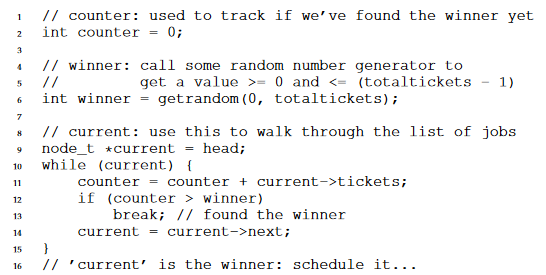 1 // counter: used to track if we've found the winner yet
2 int counter = 0;
3
4 // winner: call some random number generator to
5 //         get a value >= 0 and <= (totaltickets - 1)
6 int winner = getrandom(0, totaltickets);
7
8 // current: use this to walk through the list of jobs
9 node_t *current = head;
10 while (current) {
11     counter = counter + current->tickets;
12     if (counter > winner)
13         break; // found the winner
14     current = current->next;
15 }
16 // 'current' is the winner: schedule it...